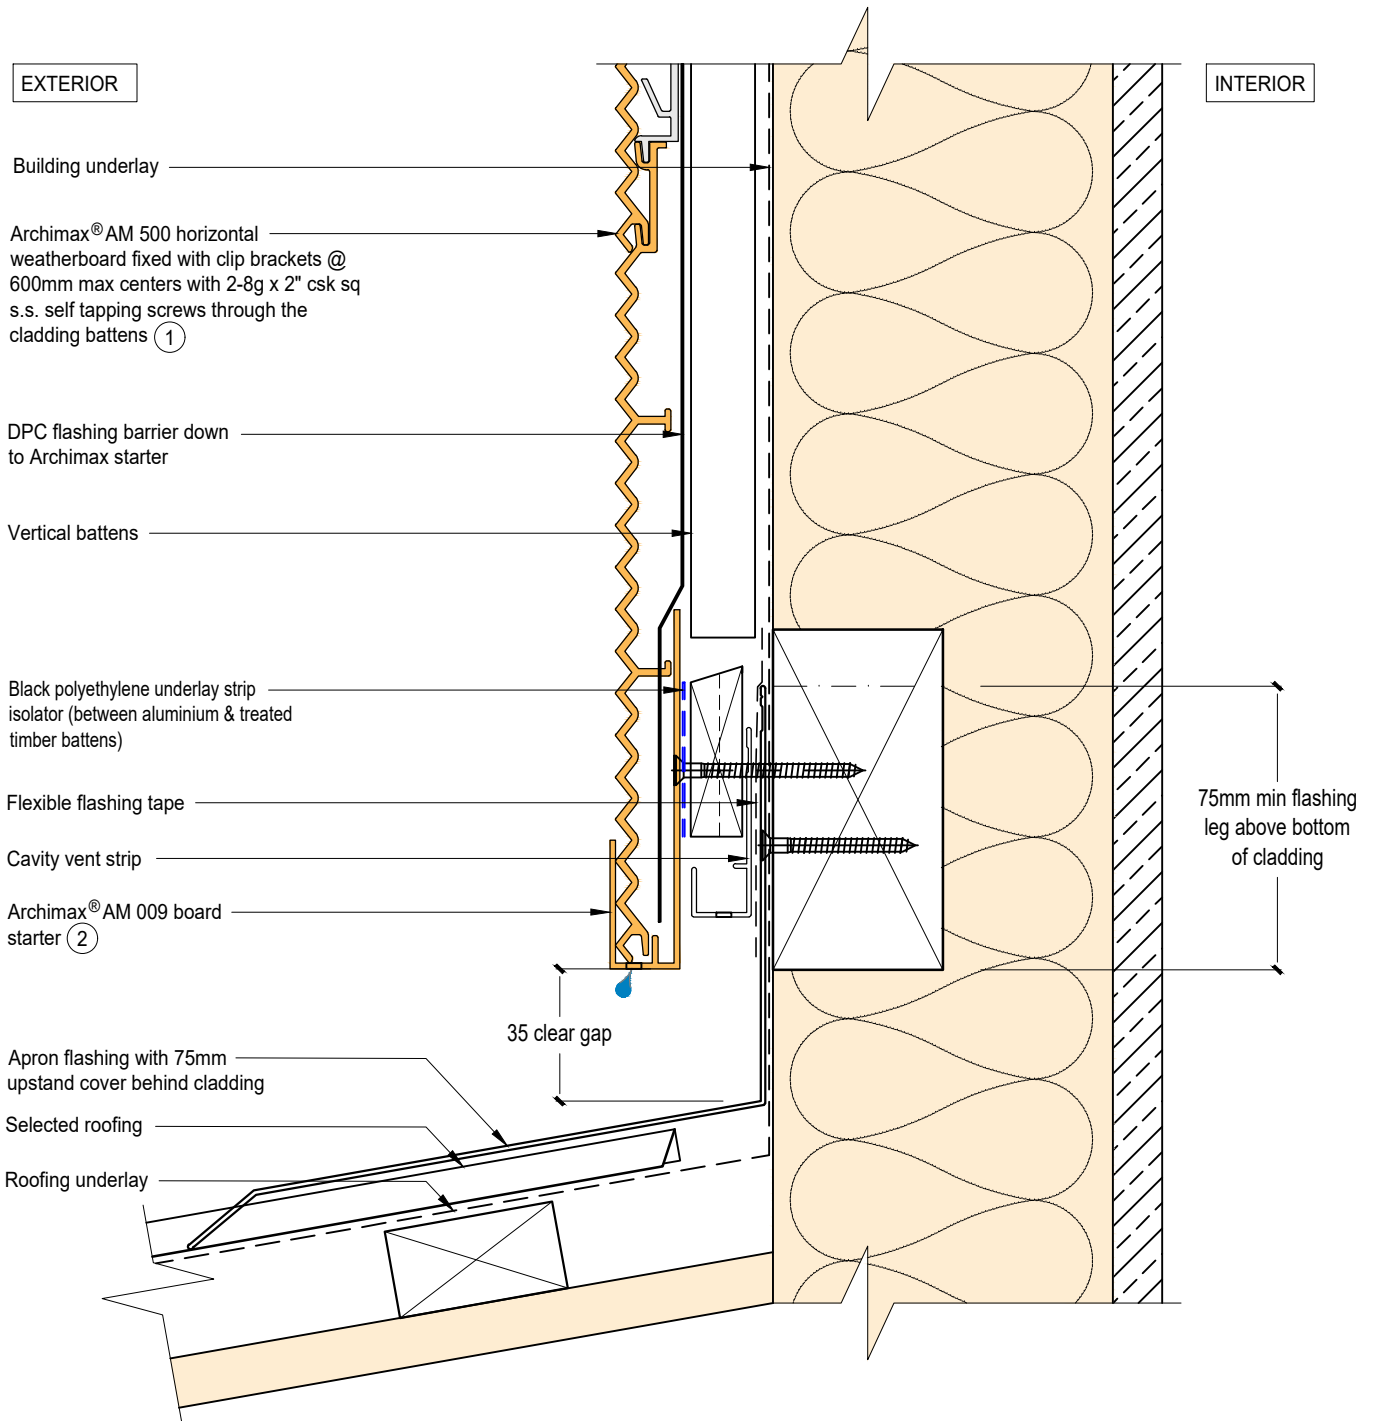 EXTERIOR
INTERIOR
Building underlay
Archimax® AM 500 horizontal
weatherboard fixed with clip brackets @
600mm max centers with 2-8g x 2" csk sq
s.s. self tapping screws through the
cladding battens 1
DPC flashing barrier down
to Archimax starter
Vertical battens
Black polyethylene underlay strip
isolator (between aluminium & treated
timber battens)
Flexible flashing tape
Cavity vent strip
Archimax® AM 009 board
starter 2
75mm min flashing
leg above bottom
of cladding
35 clear gap
Apron flashing with 75mm
upstand cover behind cladding
Selected roofing
Roofing underlay